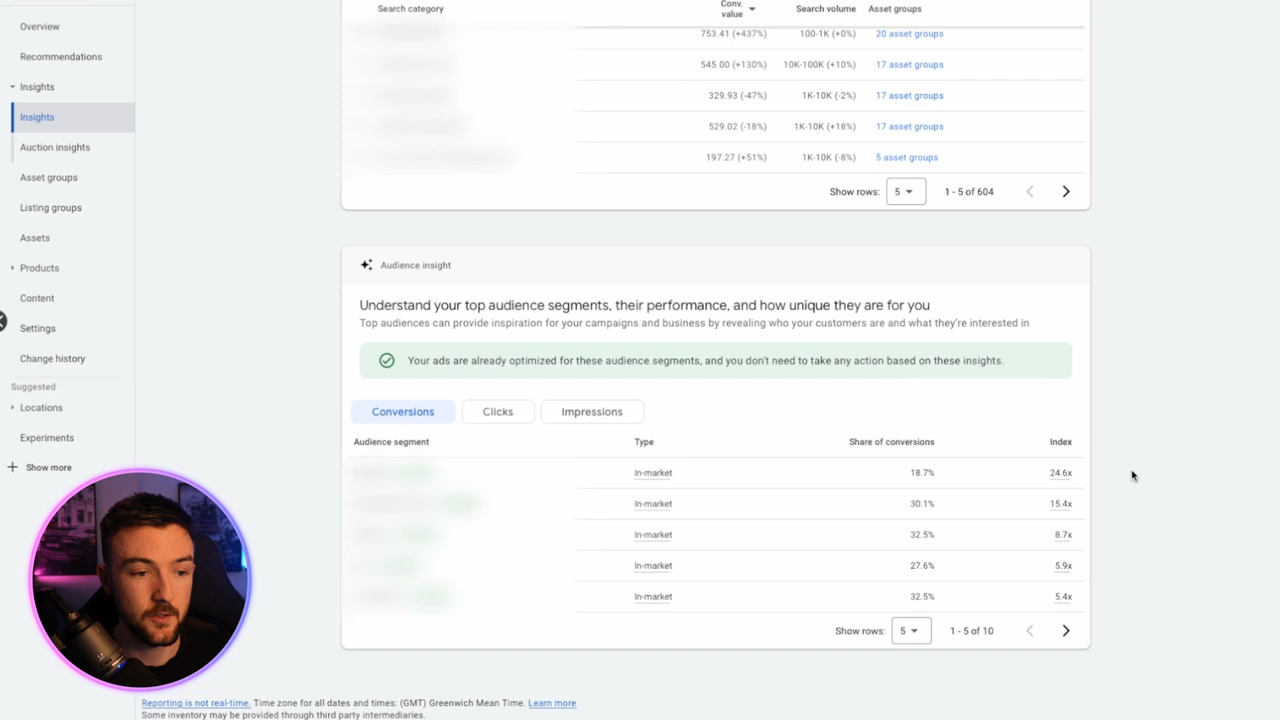 Overview
Recommendations
Insights
Insights
Auction insights
Asset groups
Listing groups
Assets
Products
Content
Settings
Change history
Suggested
Locations
Experiments
Show more
Search category Conv. value Search volume Asset groups
753.41 (+437%) 100-1K (+0%) 20 asset groups
545.00 (+130%) 10K-100K (+10%) 17 asset groups
329.93 (-47%) 1K-10K (-2%) 17 asset groups
529.02 (-18%) 1K-10K (+18%) 17 asset groups
197.27 (+51%) 1K-10K (-8%) 5 asset groups
Show rows: 5 1 - 5 of 604
Audience insight
Understand your top audience segments, their performance, and how unique they are for you
Top audiences can provide inspiration for your campaigns and business by revealing who your customers are and what they're interested in
Your ads are already optimized for these audience segments, and you don't need to take any action based on these insights.
Conversions Clicks Impressions
Audience segment Type Share of conversions Index
In-market 18.7% 24.6x
In-market 30.1% 15.4x
In-market 32.5% 8.7x
In-market 27.6% 5.9x
In-market 32.5% 5.4x
Show rows: 5 1 - 5 of 10
Reporting is not real-time. Time zone for all dates and times: (GMT) Greenwich Mean Time. Learn more
Some inventory may be provided through third party intermediaries.